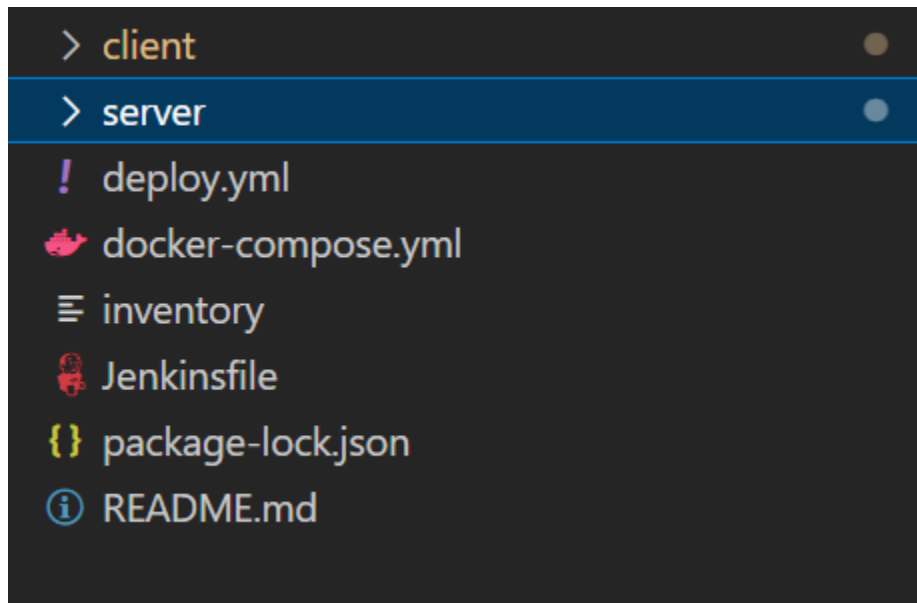 client
server
deploy.yml
docker-compose.yml
inventory
Jenkinsfile
package-lock.json
README.md